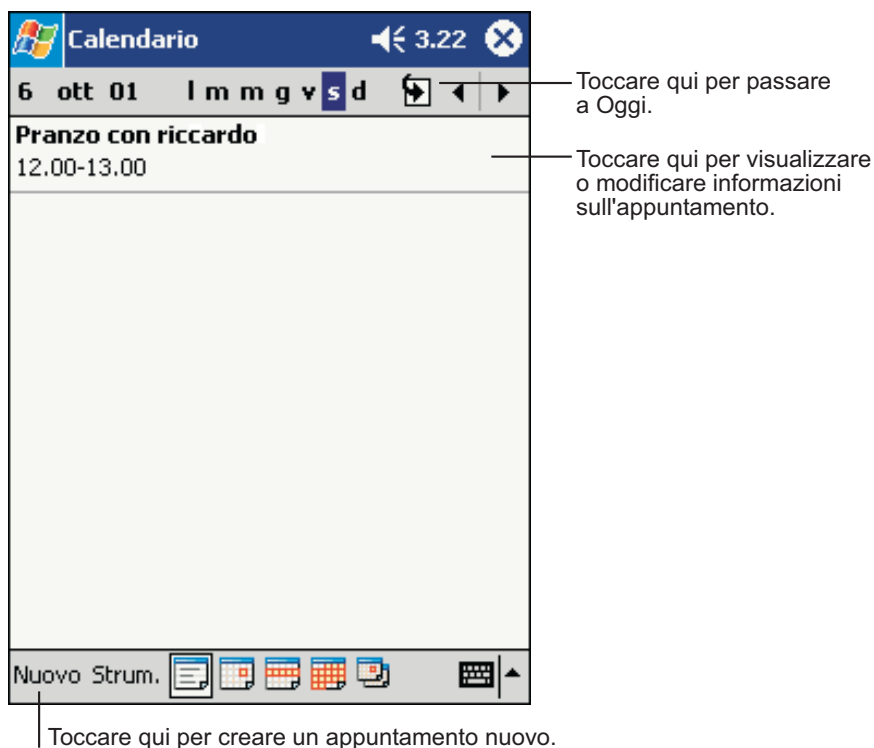 Calendario 3.22
6 ott 01 l m m g v s d
Toccare qui per passare
a Oggi.
Pranzo con riccardo
12.00-13.00
Toccare qui per visualizzare
o modificare informazioni
sull'appuntamento.
Nuovo Strum.
Toccare qui per creare un appuntamento nuovo.